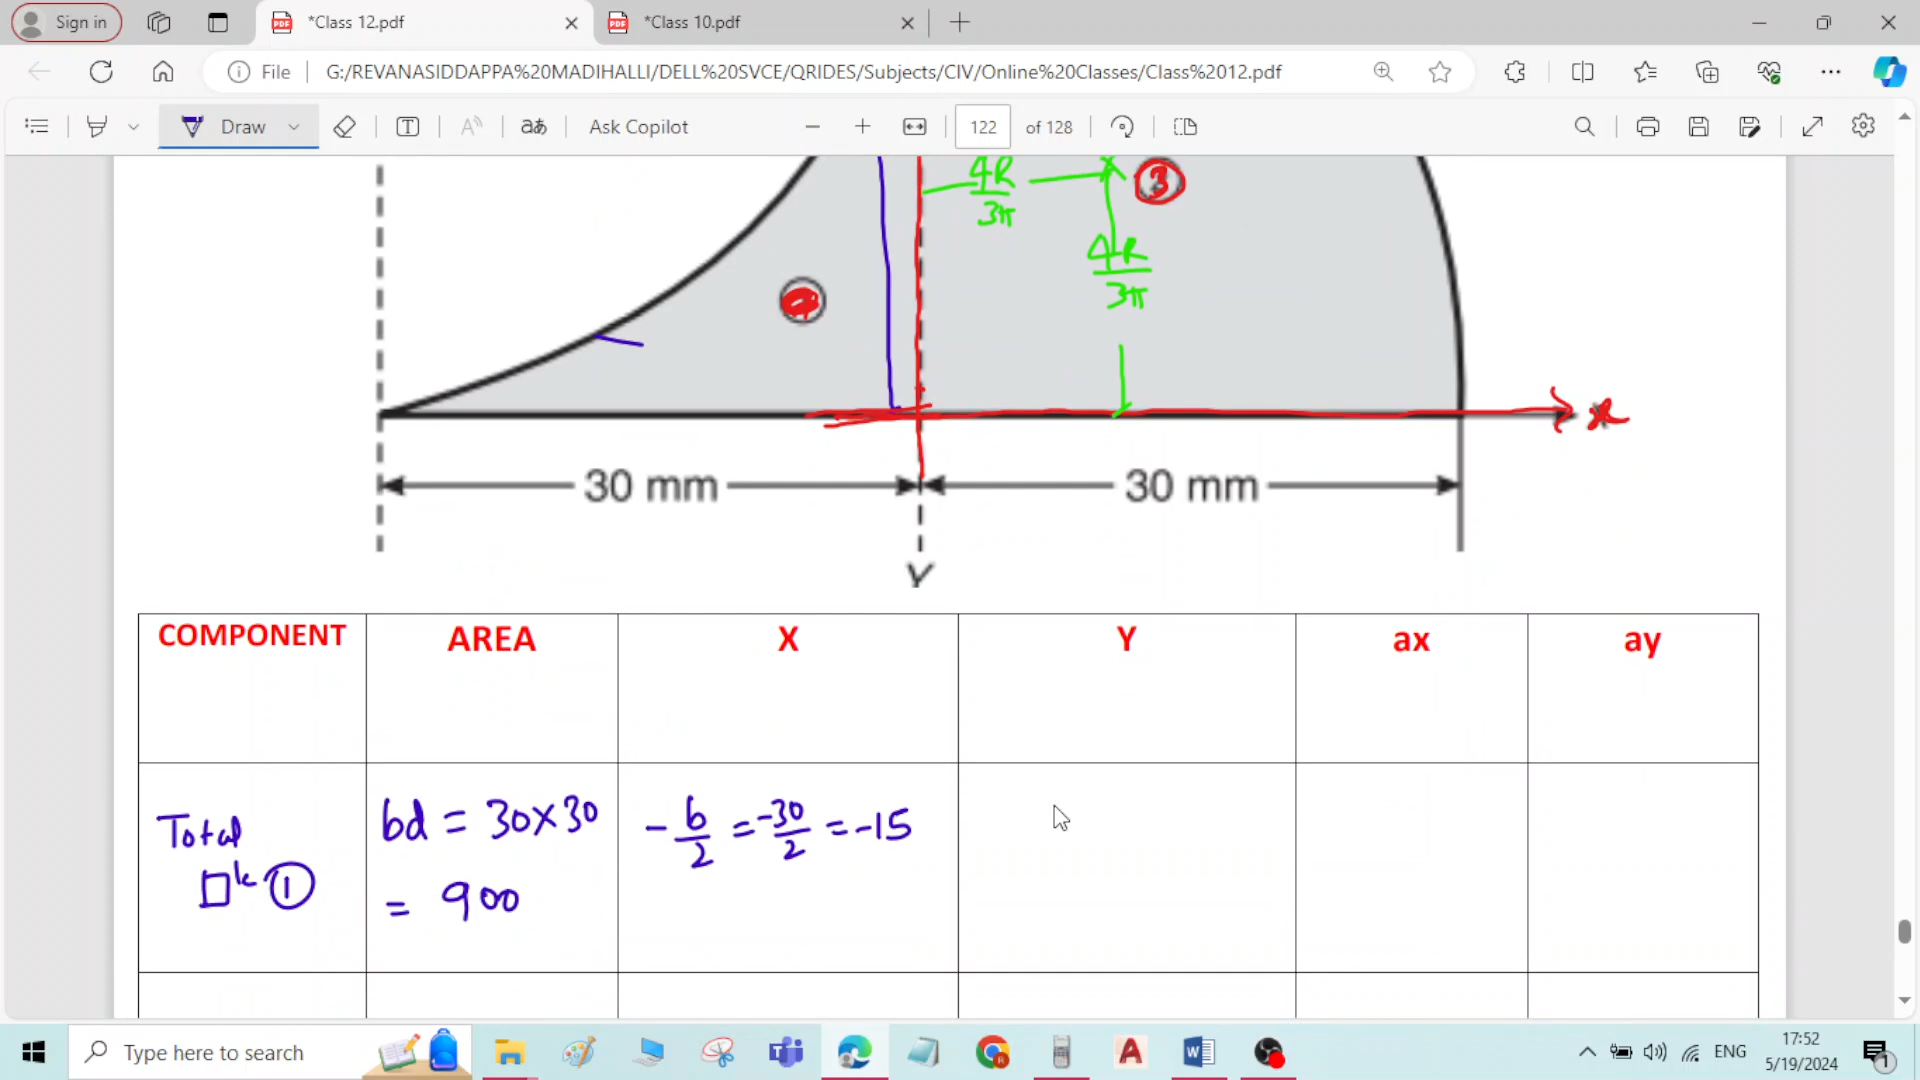 Sign in
*Class 12.pdf
*Class 10.pdf
File
G:/REVANASIDDAPPA%20MADIHALLI/DELL%20SVCE/QRIDES/Subjects/CIV/Online%20Classes/Class%2012.pdf
Draw
Ask Copilot
122 of 128
4R
3π
3
4R
3π
x
30 mm
30 mm
Y
COMPONENT AREA X Y ax ay
Total bd = 30×30 - b/2 = -30/2 = -15
□k ① = 900
Type here to search
ENG
17:52
5/19/2024
1